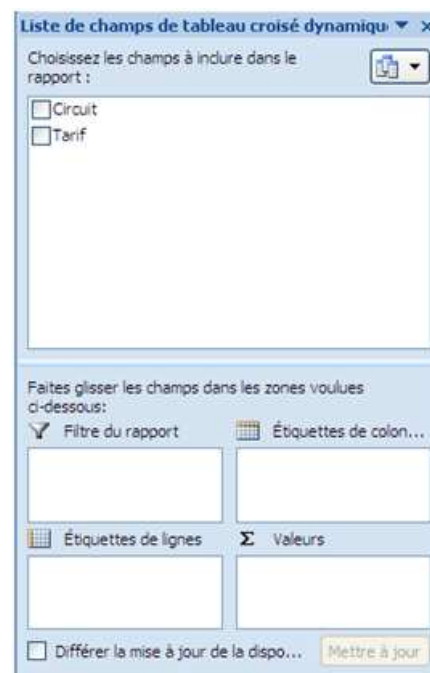 Liste de champs de tableau croisé dynamiqu
Choisissez les champs à inclure dans le
rapport :
Circuit
Tarif
Faites glisser les champs dans les zones voulues
ci-dessous:
Filtre du rapport
Étiquettes de colon...
Étiquettes de lignes
Σ Valeurs
Différer la mise à jour de la dispo...
Mettre à jour